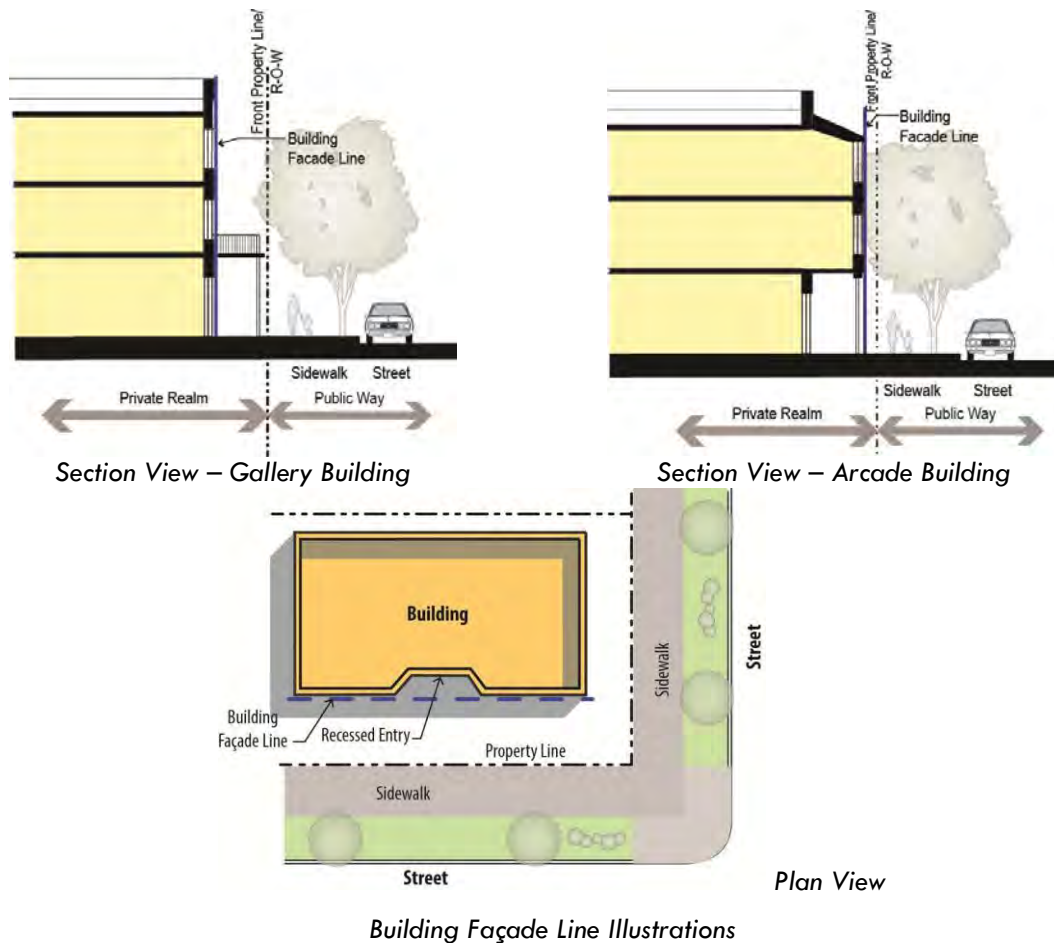 Front Property Line/
R-O-W
Building
Facade Line
Sidewalk Street
Private Realm Public Way
Section View – Gallery Building
Front Property Line/
R-O-W
Building
Facade Line
Sidewalk Street
Private Realm Public Way
Section View – Arcade Building
Building
Sidewalk
Street
Building
Façade Line
Recessed Entry
Property Line
Sidewalk
Street
Plan View
Building Façade Line Illustrations